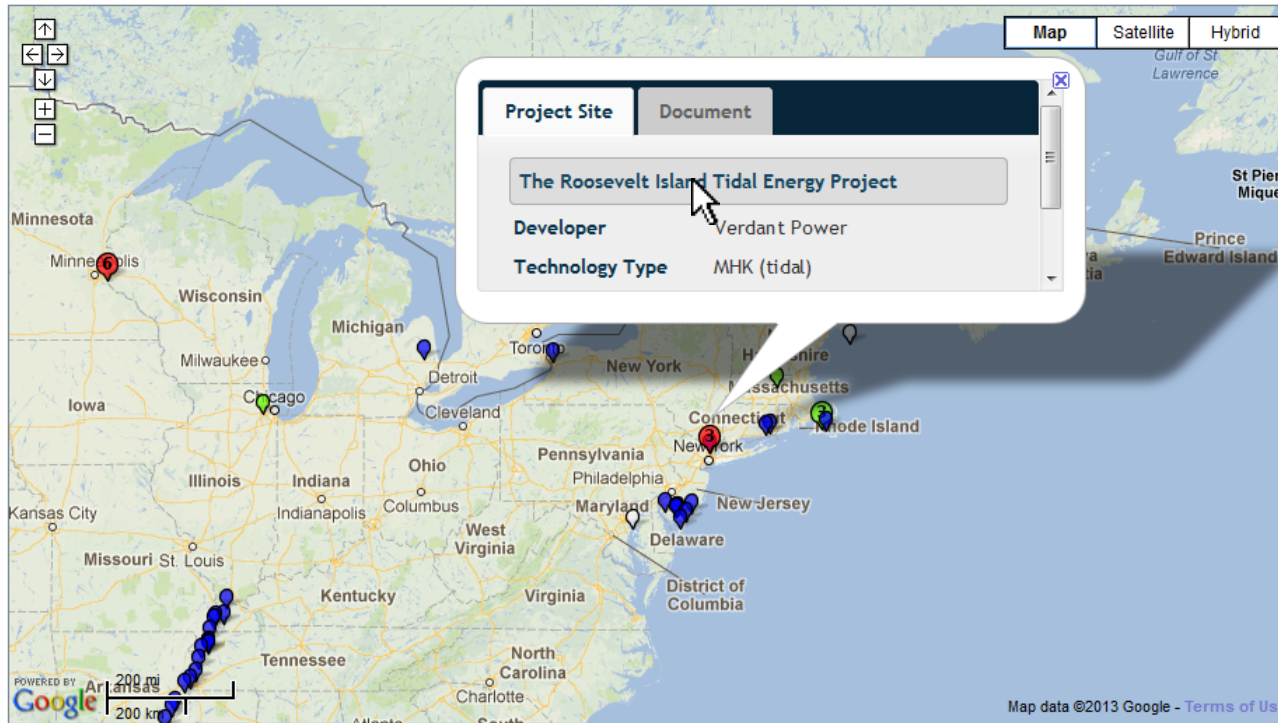 Map Satellite Hybrid
Gulf of St
Lawrence
Project Site Document
The Roosevelt Island Tidal Energy Project
Developer Verdant Power
Technology Type MHK (tidal)
St Pier
Mique
Prince
Edward Island
Minnesota
6
Minneapolis
Wisconsin
Michigan
Toronto
Milwaukee
New York
Detroit
Massachusetts
Iowa
Chicago
Cleveland
Connecticut
Rhode Island
3
New York
Pennsylvania
Ohio
Illinois
Indiana
Philadelphia
Columbus
Maryland
New Jersey
Kansas City
Indianapolis
West
Virginia
Delaware
Missouri St. Louis
District of
Columbia
Kentucky
Virginia
Tennessee
North
Carolina
POWERED BY
Google
Arkansas
200 mi
200 km
Charlotte
Atlanta
South
Map data ©2013 Google - Terms of Us